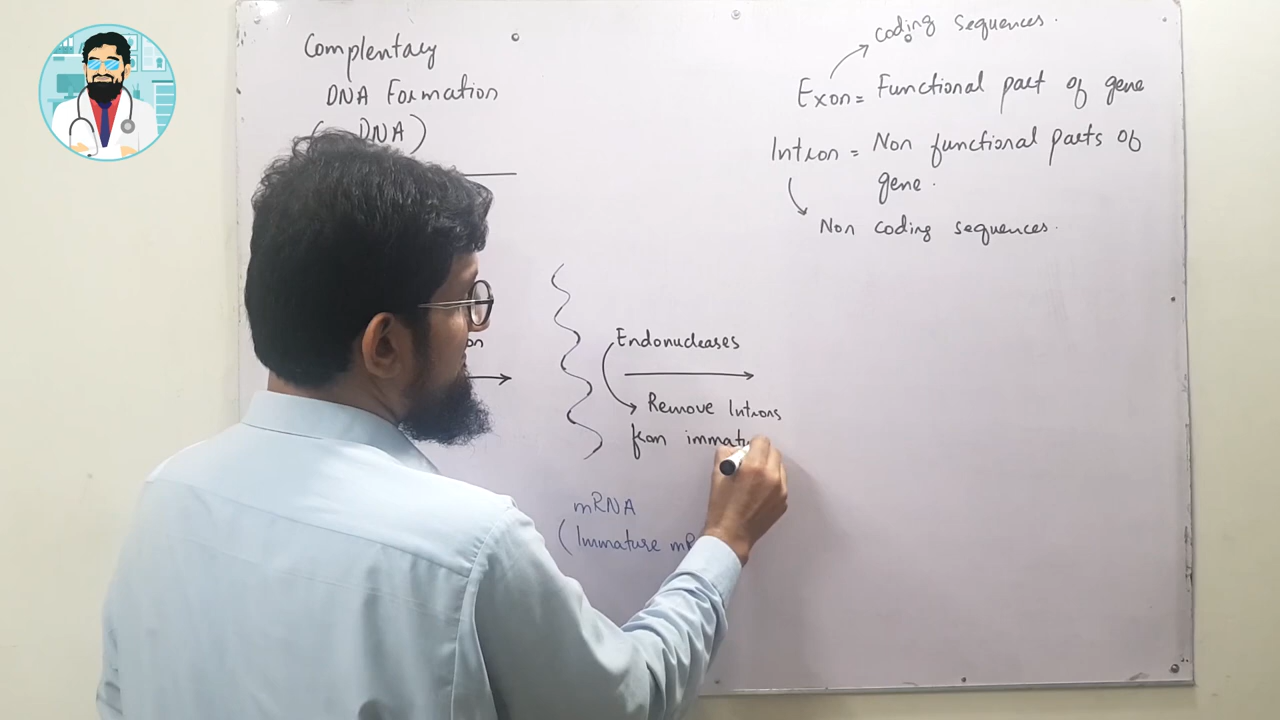 Complentary
DNA Formation
DNA)
coding sequences.
Exon = Functional part of gene
Intron = Non functional parts of
gene.
Non coding sequences.
Endonucleases
Remove Introns
from
mRNA
(Immature